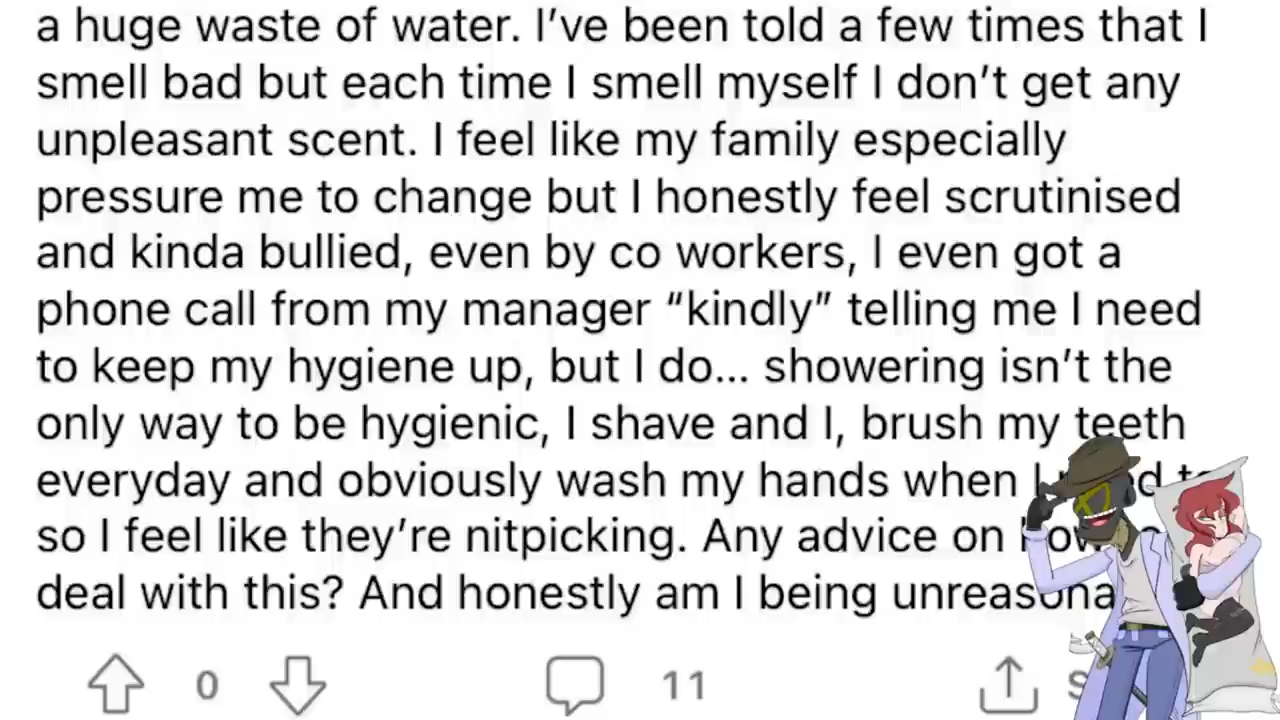 a huge waste of water. I’ve been told a few times that I
smell bad but each time I smell myself I don’t get any
unpleasant scent. I feel like my family especially
pressure me to change but I honestly feel scrutinised
and kinda bullied, even by co workers, I even got a
phone call from my manager “kindly” telling me I need
to keep my hygiene up, but I do... showering isn’t the
only way to be hygienic, I shave and I, brush my teeth
everyday and obviously wash my hands when I
so I feel like they’re nitpicking. Any advice on
deal with this? And honestly am I being
0 11